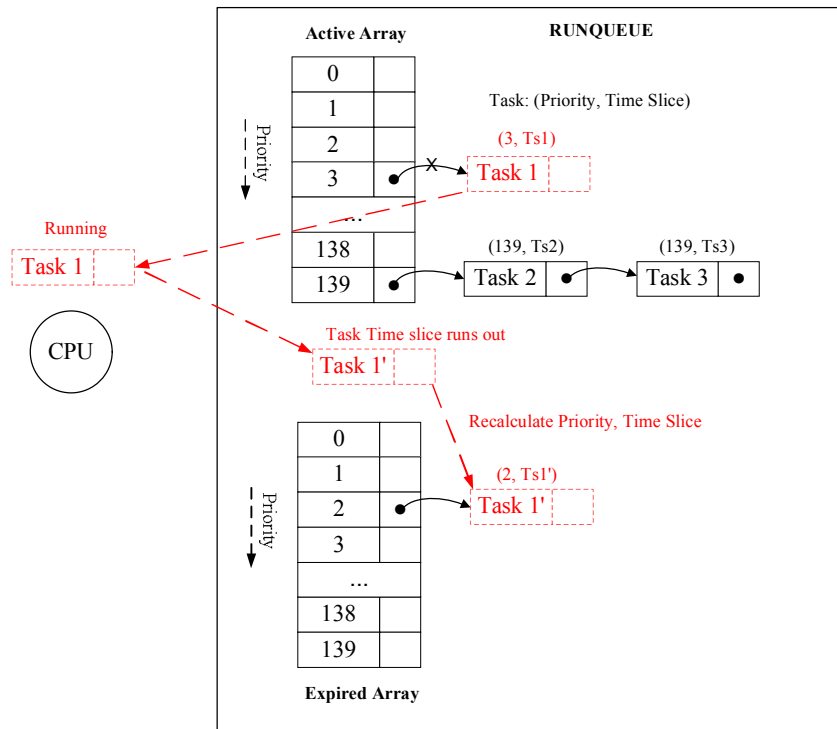 Active Array
RUNQUEUE
0
1
2
3
...
138
139
Priority
Task: (Priority, Time Slice)
(3, Ts1)
X
Task 1
Running
Task 1
CPU
(139, Ts2)
Task 2
(139, Ts3)
Task 3
Task Time slice runs out
Task 1'
Recalculate Priority, Time Slice
(2, Ts1')
Task 1'
0
1
2
3
...
138
139
Priority
Expired Array